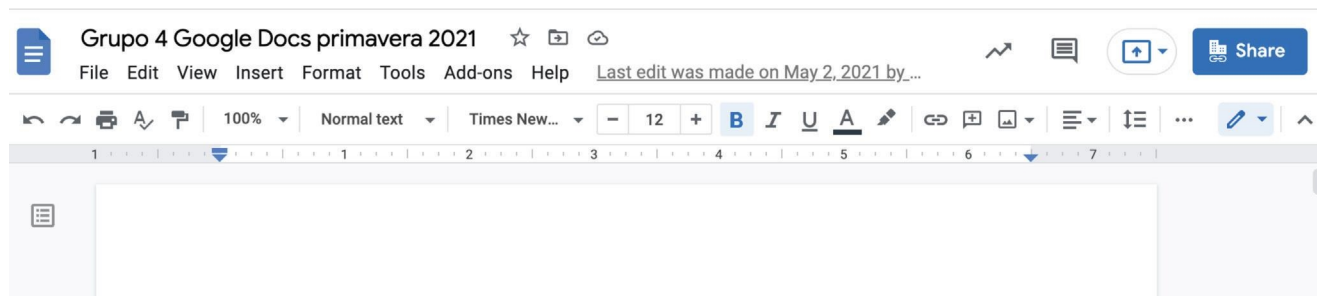 Grupo 4 Google Docs primavera 2021
File Edit View Insert Format Tools Add-ons Help Last edit was made on May 2, 2021 by ...
Share
100% Normal text Times New... − 12 + B I U A
1 1 2 3 4 5 6 7